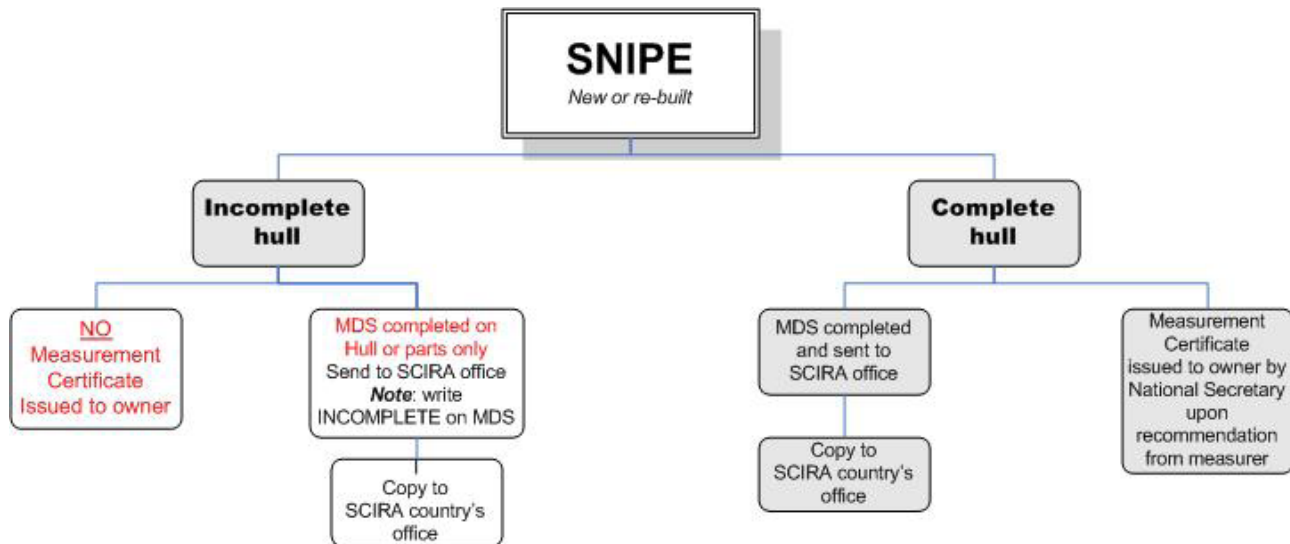 SNIPE
New or re-built
Incomplete
hull
Complete
hull
NO
Measurement
Certificate
Issued to owner
MDS completed on
Hull or parts only
Send to SCIRA office
Note: write
INCOMPLETE on MDS
Copy to
SCIRA country's
office
MDS completed
and sent to
SCIRA office
Copy to
SCIRA country's
office
Measurement
Certificate
issued to owner by
National Secretary
upon
recommendation
from measurer